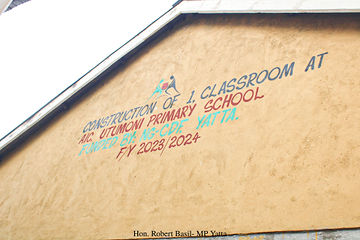 CONSTRUCTION OF 1, CLASSROOM AT
AIC, UTUMONI PRIMARY SCHOOL
FUNDED BY: NG-CDF YATTA.
F/Y 2023/2024
Hon. Robert Basil- MP Yatta